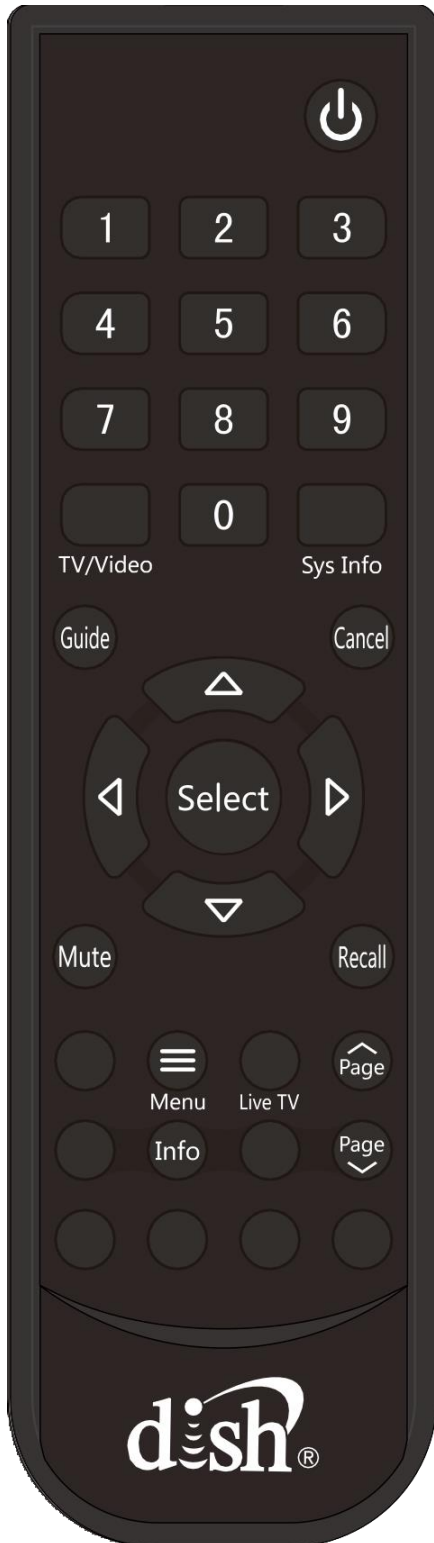 1 2 3
4 5 6
7 8 9
0
TV/Video Sys Info
Guide Cancel
Select
Mute Recall
Page
Menu Live TV
Info Page
dish®